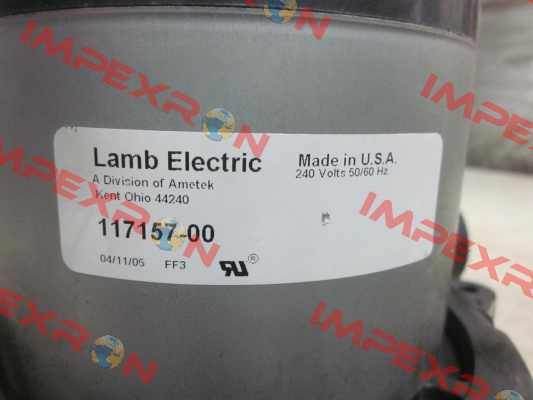 IMPEXRON
IMPEXRON
IMPEXRON
IMPEXRON
IMPEXRON
Lamb Electric
A Division of Ametek
Kent Ohio 44240
Made in U.S.A.
240 Volts 50/60 Hz.
117157-00
04/11/05 FF3 RU ®